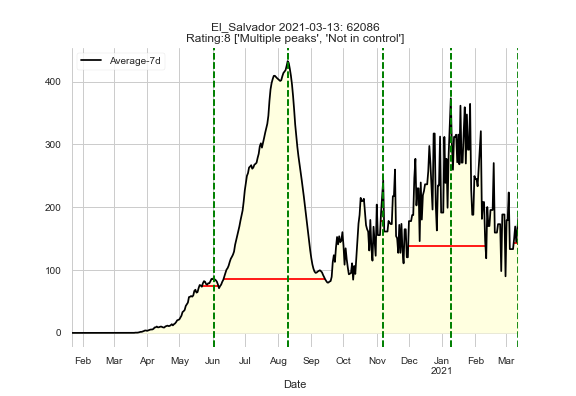 El_Salvador 2021-03-13: 62086
Rating:8 ['Multiple peaks', 'Not in control']
Average-7d
400
300
200
100
0
Feb Mar Apr May Jun Jul Aug Sep Oct Nov Dec Jan Feb Mar
2021
Date